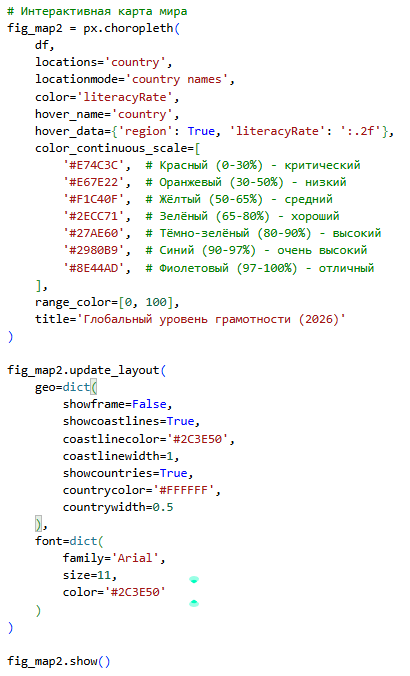 # Интерактивная карта мира
fig_map2 = px.choropleth(
    df,
    locations='country',
    locationmode='country names',
    color='literacyRate',
    hover_name='country',
    hover_data={'region': True, 'literacyRate': ':.2f'},
    color_continuous_scale=[
        '#E74C3C',  # Красный (0-30%) - критический
        '#E67E22',  # Оранжевый (30-50%) - низкий
        '#F1C40F',  # Жёлтый (50-65%) - средний
        '#2ECC71',  # Зелёный (65-80%) - хороший
        '#27AE60',  # Тёмно-зелёный (80-90%) - высокий
        '#2980B9',  # Синий (90-97%) - очень высокий
        '#8E44AD',  # Фиолетовый (97-100%) - отличный
    ],
    range_color=[0, 100],
    title='Глобальный уровень грамотности (2026)'
)
fig_map2.update_layout(
    geo=dict(
        showframe=False,
        showcoastlines=True,
        coastlinecolor='#2C3E50',
        coastlinewidth=1,
        showcountries=True,
        countrycolor='#FFFFFF',
        countrywidth=0.5
    ),
    font=dict(
        family='Arial',
        size=11,
        color='#2C3E50'
    )
)
fig_map2.show()